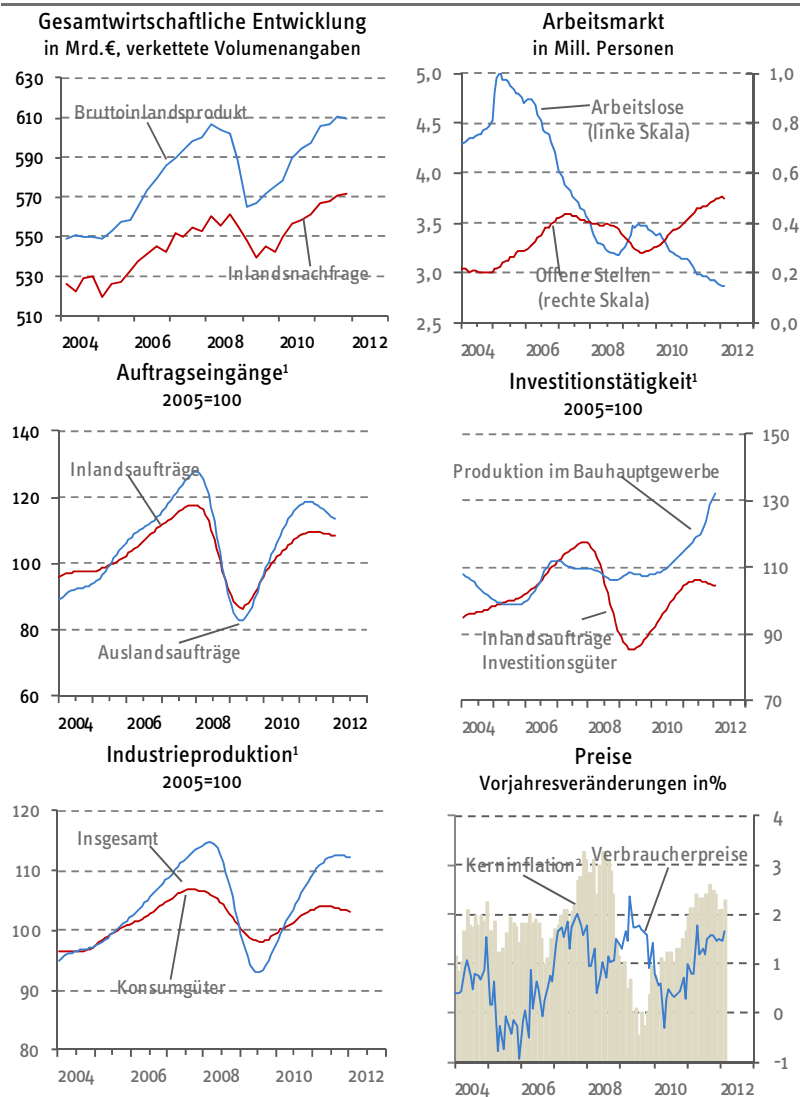 Gesamtwirtschaftliche Entwicklung
in Mrd.€, verkettete Volumenangaben
630
610
590
570
550
530
510
Bruttoinlandsprodukt
Inlandsnachfrage
2004 2006 2008 2010 2012
Arbeitsmarkt
in Mill. Personen
5,0
4,5
4,0
3,5
3,0
2,5
1,0
0,8
0,6
0,4
0,2
0,0
Arbeitslose
(linke Skala)
Offene Stellen
(rechte Skala)
2004 2006 2008 2010 2012
Auftragseingänge¹
2005=100
140
120
100
80
60
Inlandsaufträge
Auslandsaufträge
2004 2006 2008 2010 2012
Investitionstätigkeit¹
2005=100
150
130
110
90
70
Produktion im Bauhauptgewerbe
Inlandsaufträge
Investitionsgüter
2004 2006 2008 2010 2012
Industrieproduktion¹
2005=100
120
110
100
90
80
Insgesamt
Konsumgüter
2004 2006 2008 2010 2012
Preise
Vorjahresveränderungen in%
4
3
2
1
0
−1
Kerninflation²
Verbraucherpreise
2004 2006 2008 2010 2012